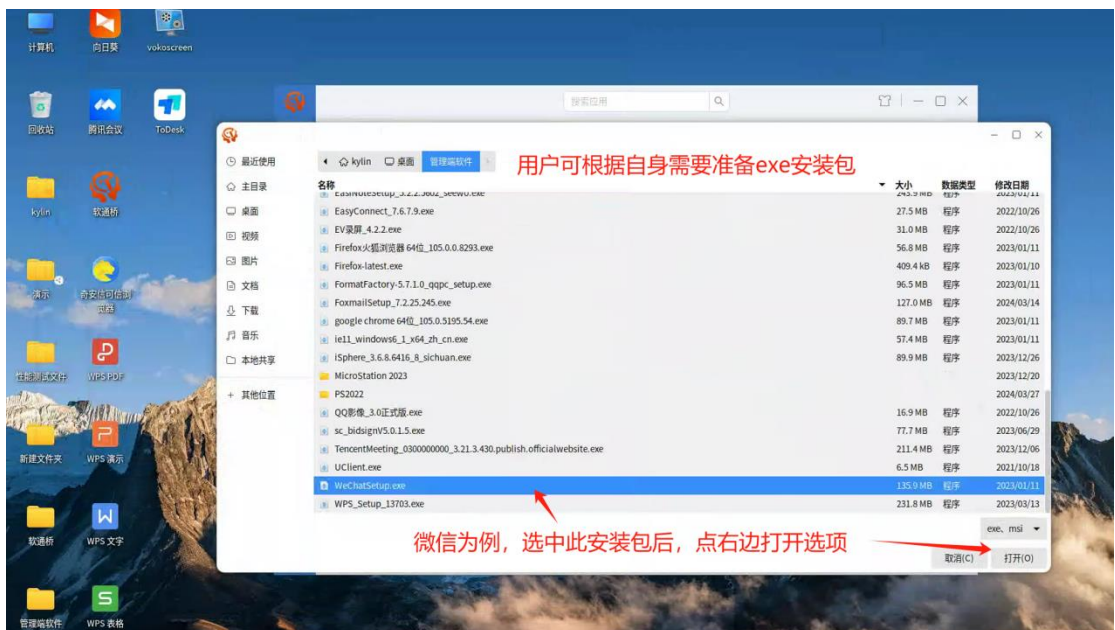 计算机
向日葵
vokoscreen
回收站
腾讯会议
ToDesk
kylin
软通桥
演示
奇安信可信浏
览器
性能测试文件
WPS PDF
新建文件夹
WPS 演示
软通桥
WPS 文字
管理端软件
WPS 表格
搜索应用
最近使用
主目录
桌面
视频
图片
文档
下载
音乐
本地共享
+ 其他位置
kylin 桌面 管理端软件
用户可根据自身需要准备exe安装包
名称 大小 数据类型 修改日期
EasiNoteSetup_5.2.2.3602_seewo.exe 243.9 MB 程序 2023/01/11
EasyConnect_7.6.7.9.exe 27.5 MB 程序 2022/10/26
EV录屏_4.2.2.exe 31.0 MB 程序 2022/10/26
Firefox火狐浏览器 64位_105.0.0.8293.exe 56.8 MB 程序 2023/01/11
Firefox-latest.exe 409.4 kB 程序 2023/01/10
FormatFactory-5.7.1.0_qqpc_setup.exe 96.5 MB 程序 2023/01/11
FoxmailSetup_7.2.25.245.exe 127.0 MB 程序 2024/03/14
google chrome 64位_105.0.5195.54.exe 89.7 MB 程序 2023/01/11
ie11_windows6_1_x64_zh_cn.exe 57.4 MB 程序 2023/01/11
iSphere_3.6.8.6416_8_sichuan.exe 89.9 MB 程序 2023/12/26
MicroStation 2023 2023/12/20
PS2022 2024/03/27
QQ影像_3.0正式版.exe 16.9 MB 程序 2022/10/26
sc_bidsignV5.0.1.5.exe 77.7 MB 程序 2023/06/29
TencentMeeting_0300000000_3.21.3.430.publish.officialwebsite.exe 211.4 MB 程序 2023/12/06
UClient.exe 6.5 MB 程序 2021/10/18
WeChatSetup.exe 135.9 MB 程序 2023/01/11
WPS_Setup_13703.exe 231.8 MB 程序 2023/03/13
exe、msi
微信为例，选中此安装包后，点右边打开选项
取消(C) 打开(O)